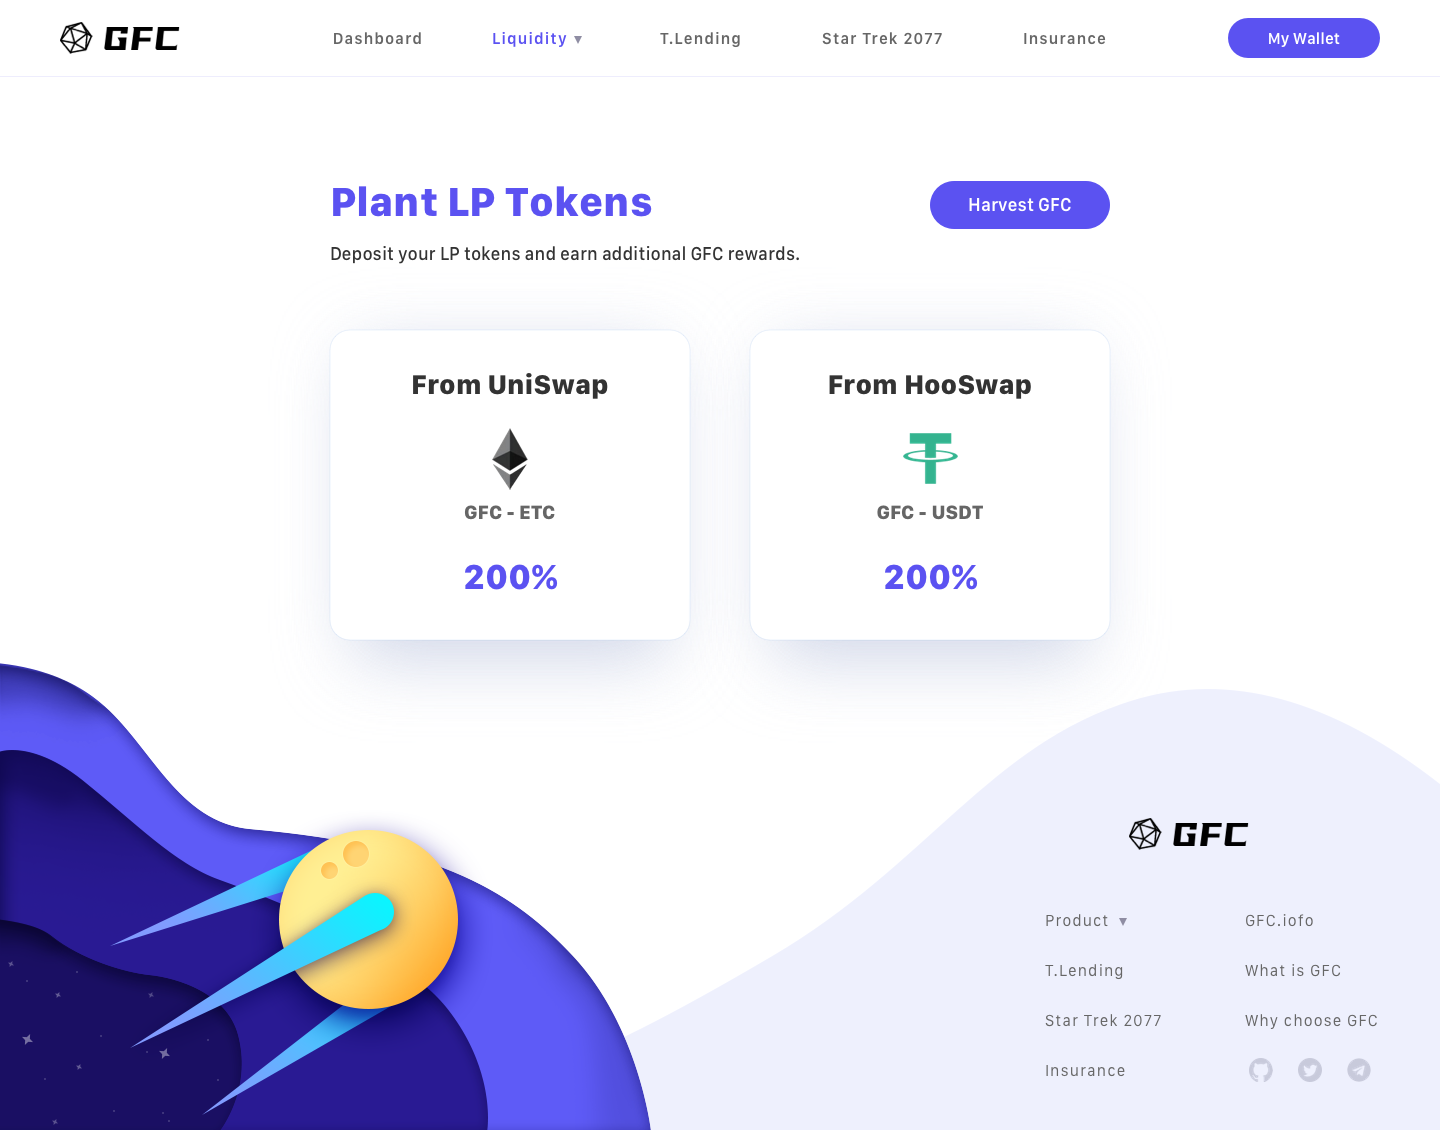 GFC
Dashboard
Liquidity ▼
T.Lending
Star Trek 2077
Insurance
My Wallet
Plant LP Tokens
Harvest GFC
Deposit your LP tokens and earn additional GFC rewards.
From UniSwap
GFC - ETC
200%
From HooSwap
GFC - USDT
200%
GFC
Product ▼
T.Lending
Star Trek 2077
Insurance
GFC.iofo
What is GFC
Why choose GFC